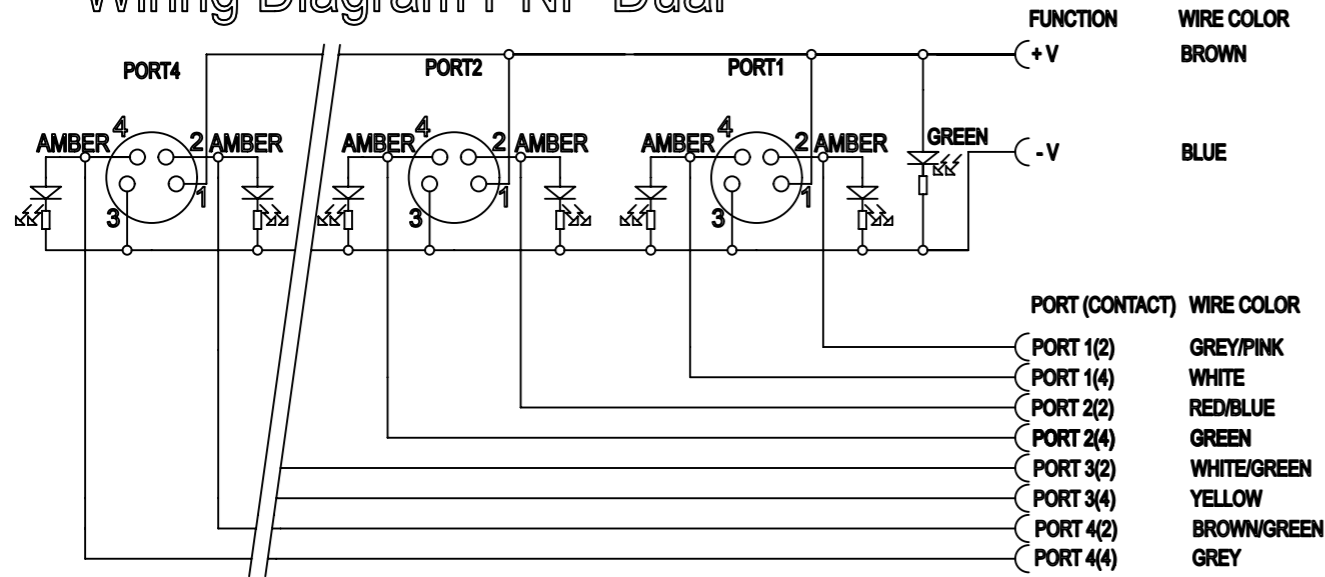 Wiring Diagram PNP Dual
FUNCTION WIRE COLOR
+ V BROWN
PORT4 PORT2 PORT1
AMBER 4 2 AMBER AMBER 4 2 AMBER AMBER 4 2 AMBER GREEN
- V BLUE
3 1 3 1 3 1
PORT (CONTACT) WIRE COLOR
PORT 1(2) GREY/PINK
PORT 1(4) WHITE
PORT 2(2) RED/BLUE
PORT 2(4) GREEN
PORT 3(2) WHITE/GREEN
PORT 3(4) YELLOW
PORT 4(2) BROWN/GREEN
PORT 4(4) GREY